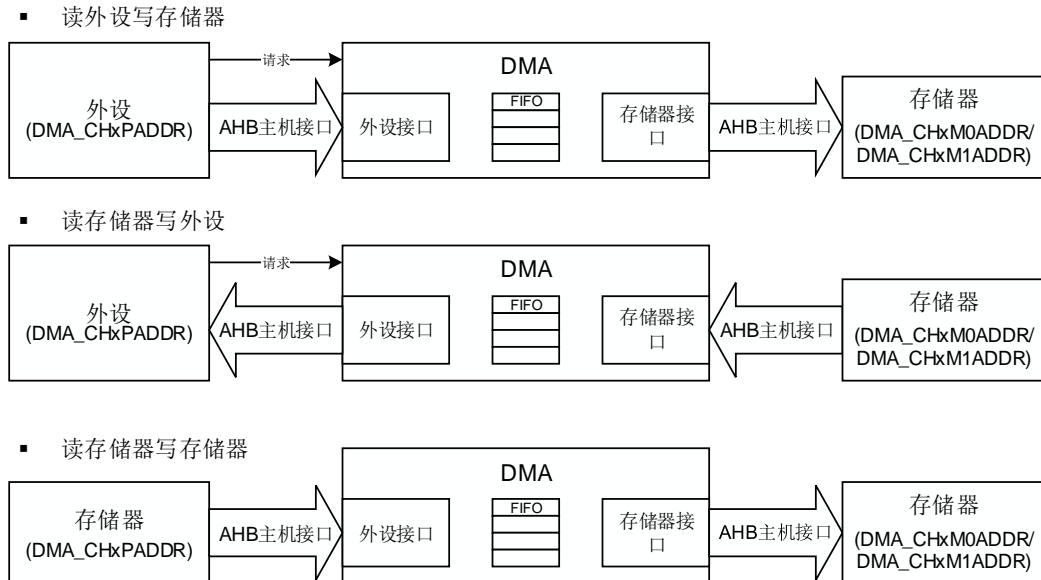 ▪ 读外设写存储器
外设
(DMA_CHxPADDR)
请求
AHB主机接口
DMA
外设接口
FIFO
存储器接
口
AHB主机接口
存储器
(DMA_CHxM0ADDR/
DMA_CHxM1ADDR)
▪ 读存储器写外设
外设
(DMA_CHxPADDR)
请求
AHB主机接口
DMA
外设接口
FIFO
存储器接
口
AHB主机接口
存储器
(DMA_CHxM0ADDR/
DMA_CHxM1ADDR)
▪ 读存储器写存储器
存储器
(DMA_CHxPADDR)
AHB主机接口
DMA
外设接口
FIFO
存储器接
口
AHB主机接口
存储器
(DMA_CHxM0ADDR/
DMA_CHxM1ADDR)